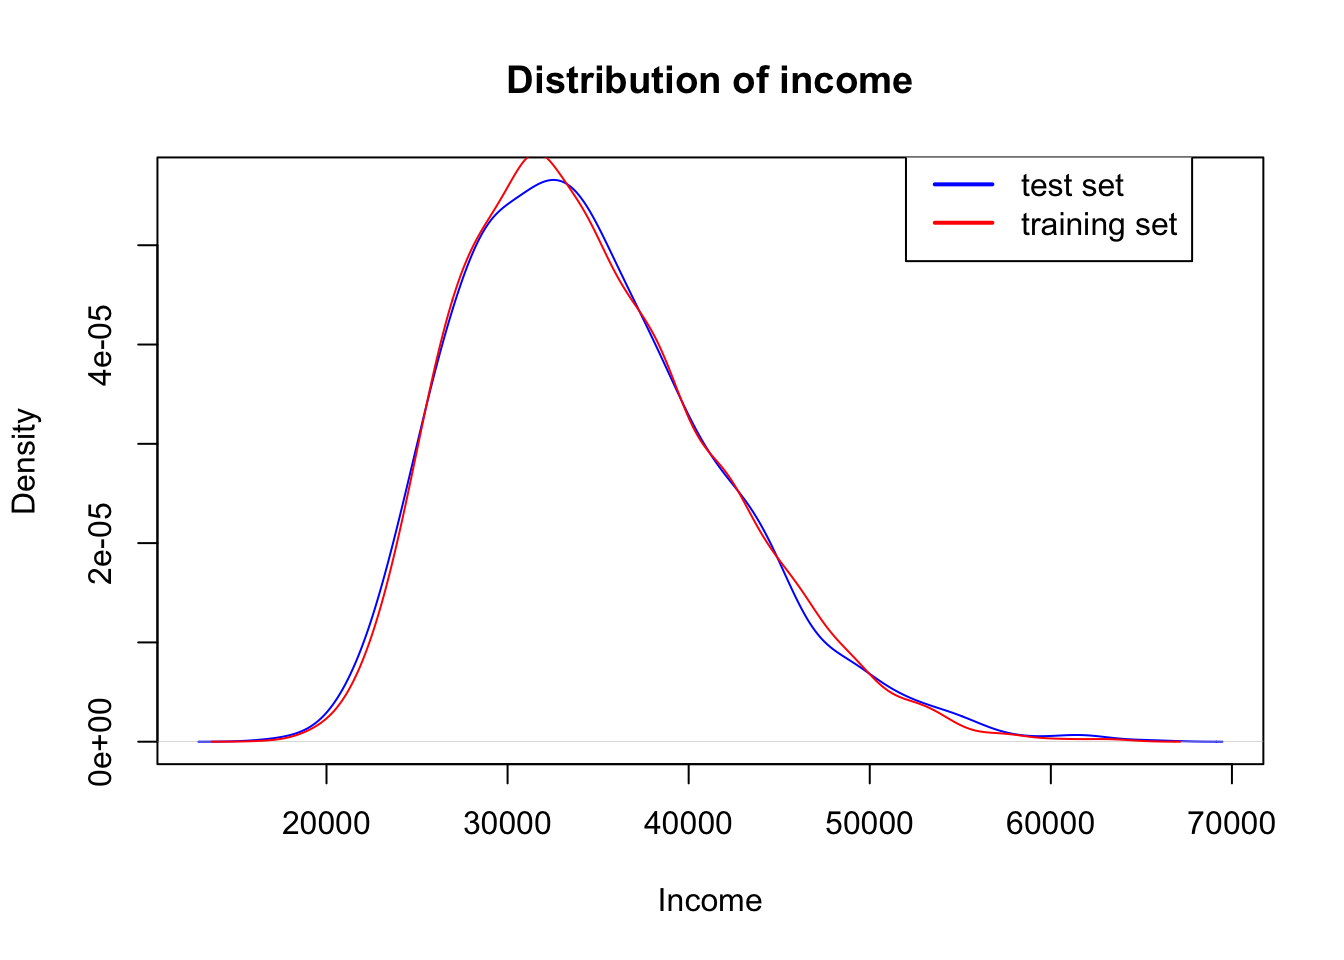 Distribution of income
test set
training set
Density
4e-05
2e-05
0e+00
20000 30000 40000 50000 60000 70000
Income